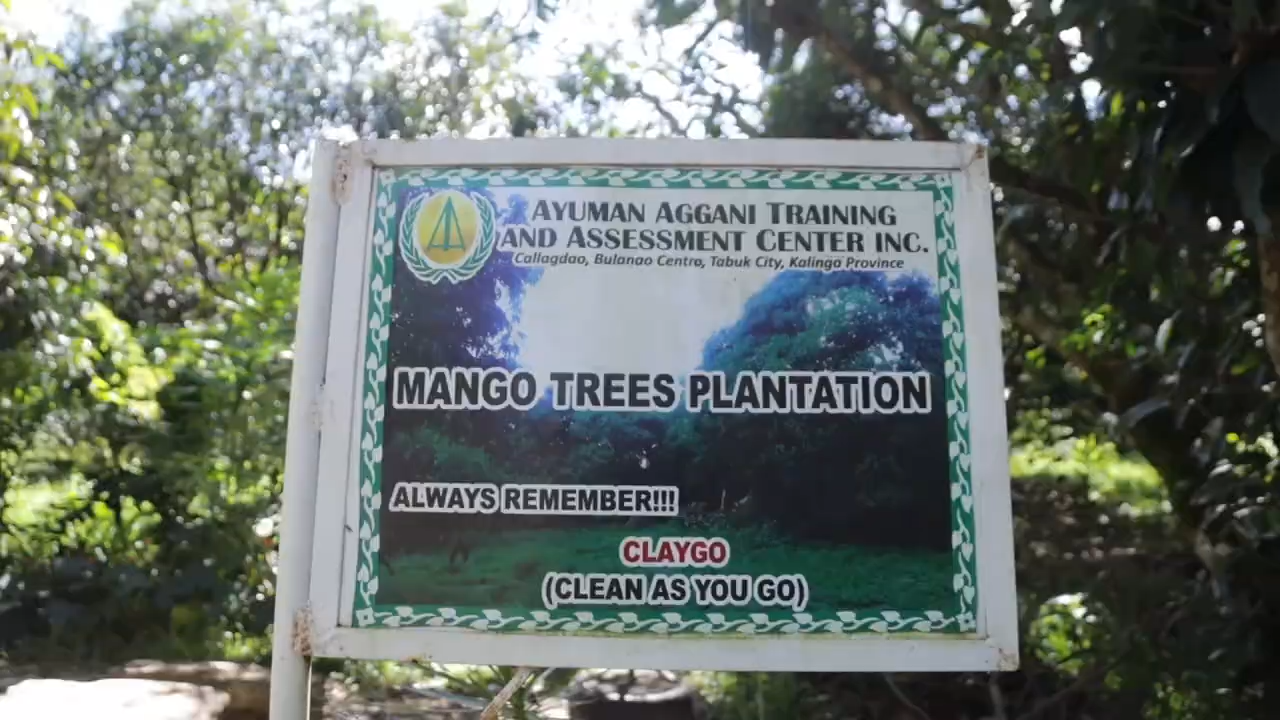 AYUMAN AGGANI TRAINING
AND ASSESSMENT CENTER INC.
Callagdao, Bulanao Centro, Tabuk City, Kalinga Province
MANGO TREES PLANTATION
ALWAYS REMEMBER!!!
CLAYGO
(CLEAN AS YOU GO)